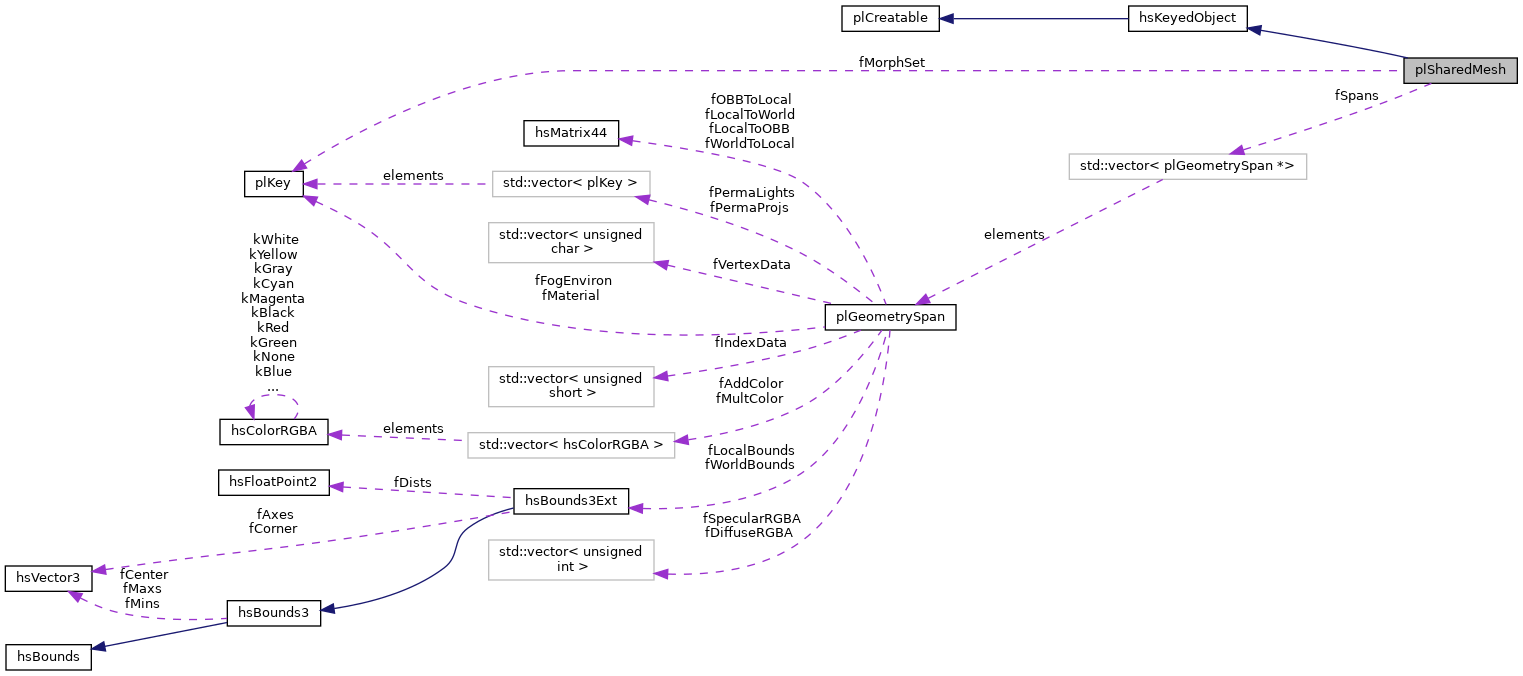 plCreatable
hsKeyedObject
fMorphSet
plSharedMesh
fSpans
fOBBToLocal
fLocalToWorld
fLocalToOBB
fWorldToLocal
hsMatrix44
std::vector< plGeometrySpan *>
elements
plKey
std::vector< plKey >
fPermaLights
fPermaProjs
std::vector< unsigned
char >
elements
kWhite
kYellow
kGray
kCyan
kMagenta
kBlack
kRed
kGreen
kNone
kBlue
...
fVertexData
fFogEnviron
fMaterial
plGeometrySpan
fIndexData
std::vector< unsigned
short >
fAddColor
fMultColor
hsColorRGBA
elements
std::vector< hsColorRGBA >
fLocalBounds
fWorldBounds
hsFloatPoint2
fDists
hsBounds3Ext
fAxes
fCorner
fSpecularRGBA
fDiffuseRGBA
std::vector< unsigned
int >
hsVector3
fCenter
fMaxs
fMins
hsBounds3
hsBounds